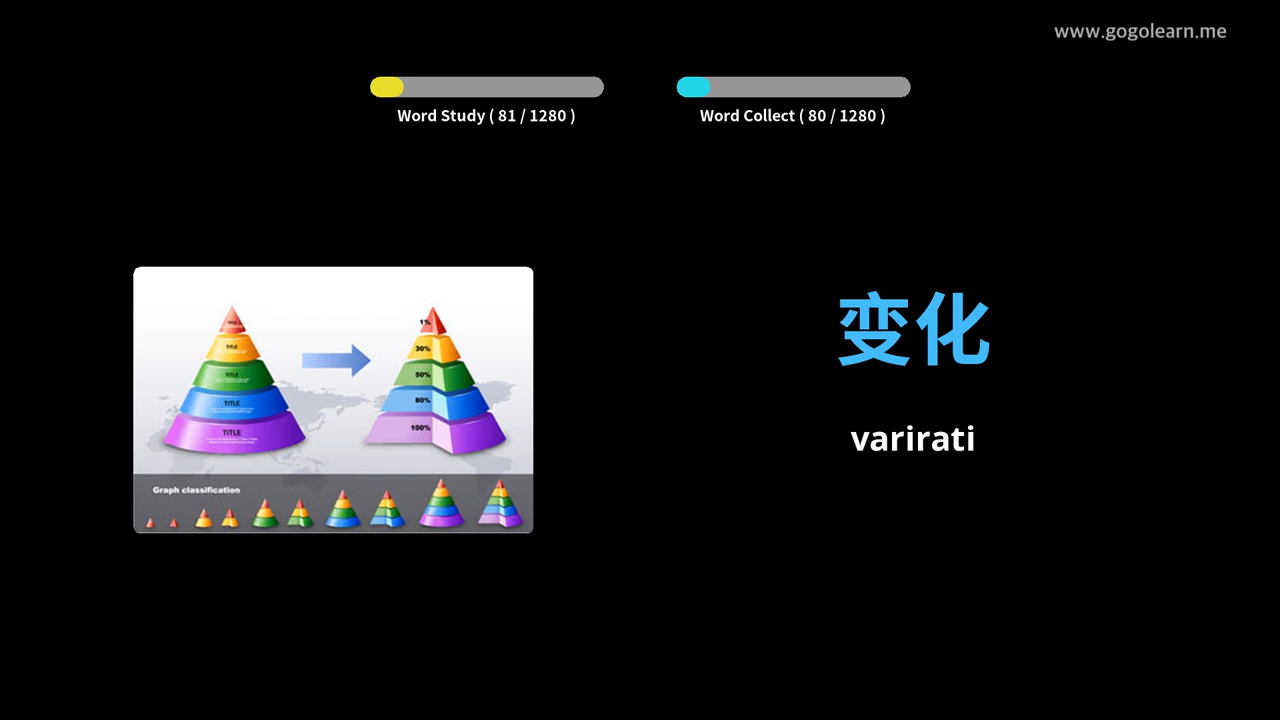 www.gogolearn.me
Word Study ( 81 / 1280 )
Word Collect ( 80 / 1280 )
变化
varirati
TITLE
TITLE
TITLE
TITLE
1%
30%
50%
80%
100%
Graph classification